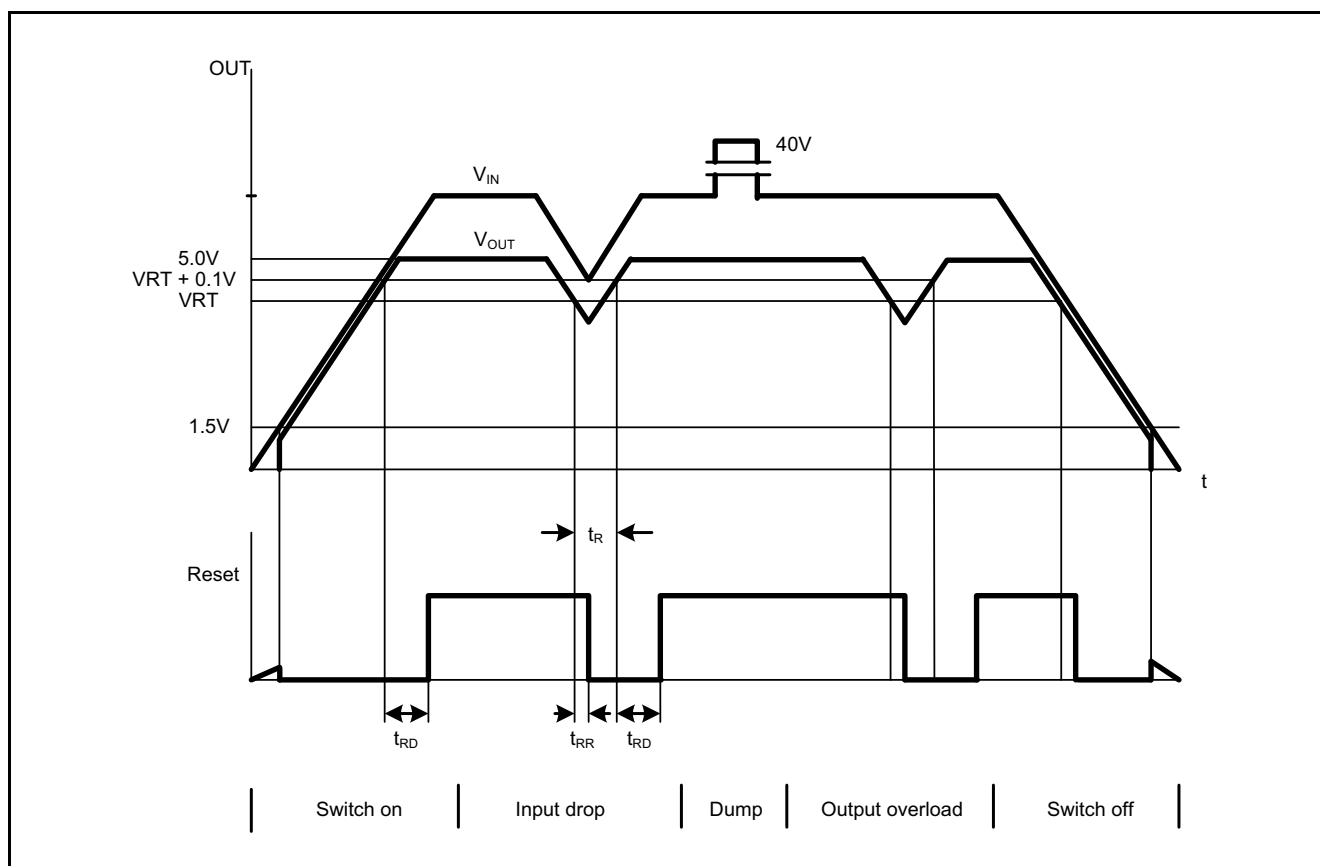 OUT
40V
VIN
VOUT
5.0V
VRT + 0.1V
VRT
1.5V
t
tR
Reset
tRD
tRR
tRD
Switch on
Input drop
Dump
Output overload
Switch off